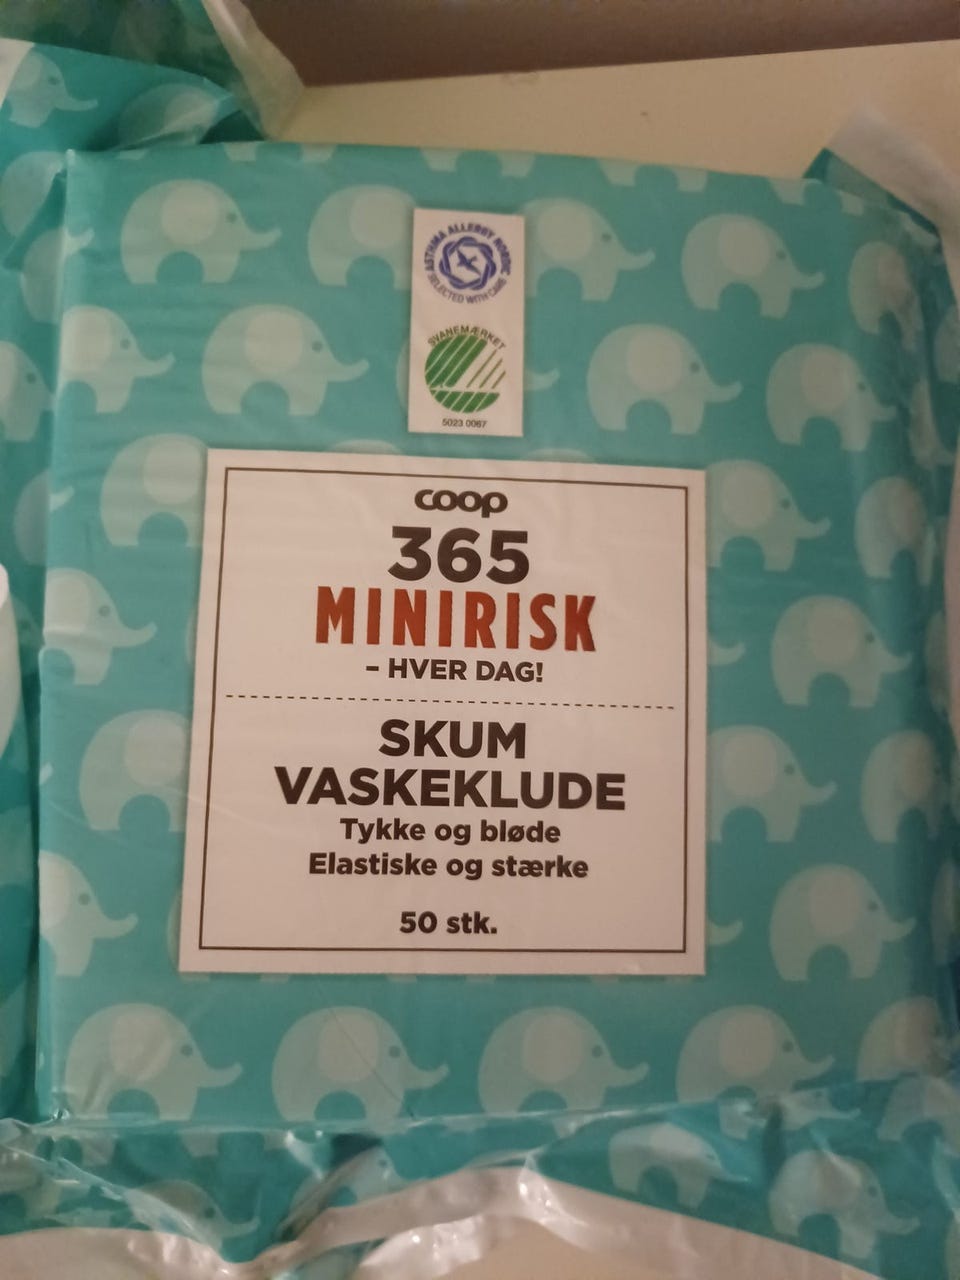 ASTHMA ALLERGY NORDIC
SELECTED WITH CARE
SVANEMÆRKET
5023 0067
coop
365
MINIRISK
– HVER DAG!
SKUM
VASKEKLUDE
Tykke og bløde
Elastiske og stærke
50 stk.